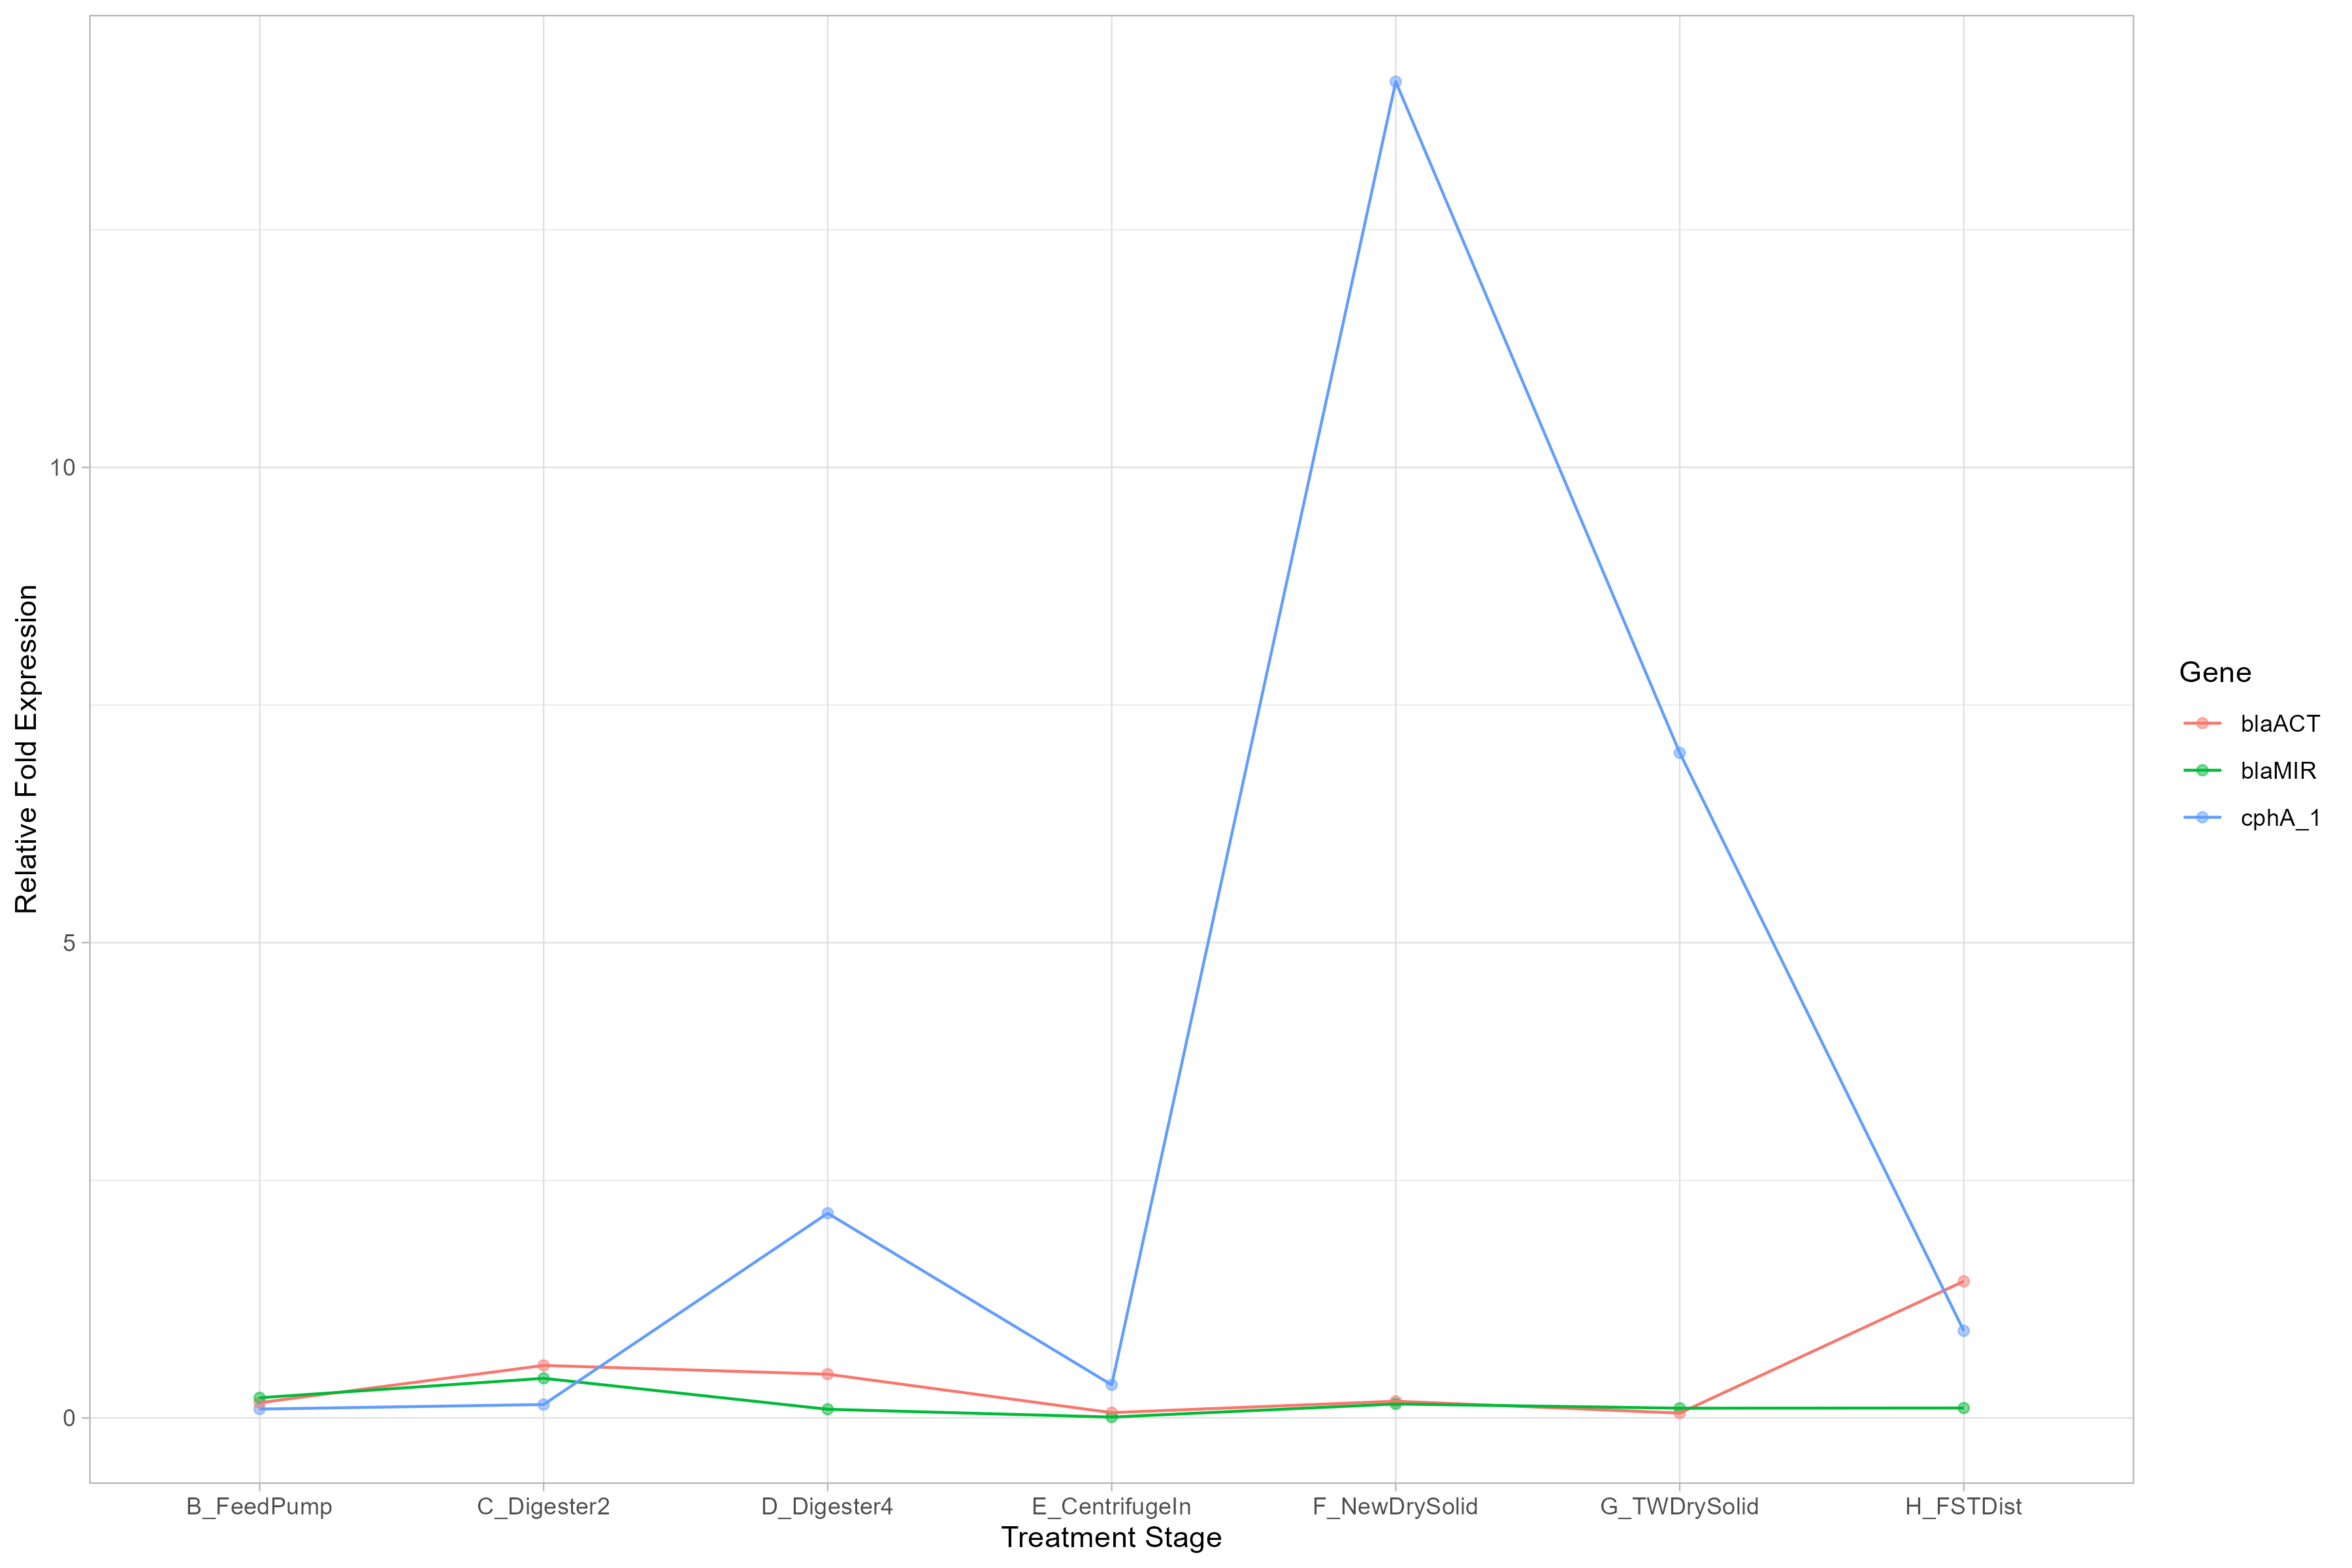 Relative Fold Expression
10
5
0
B_FeedPump
C_Digester2
D_Digester4
E_CentrifugeIn
F_NewDrySolid
G_TWDrySolid
H_FSTDist
Treatment Stage
Gene
blaACT
blaMIR
cphA_1